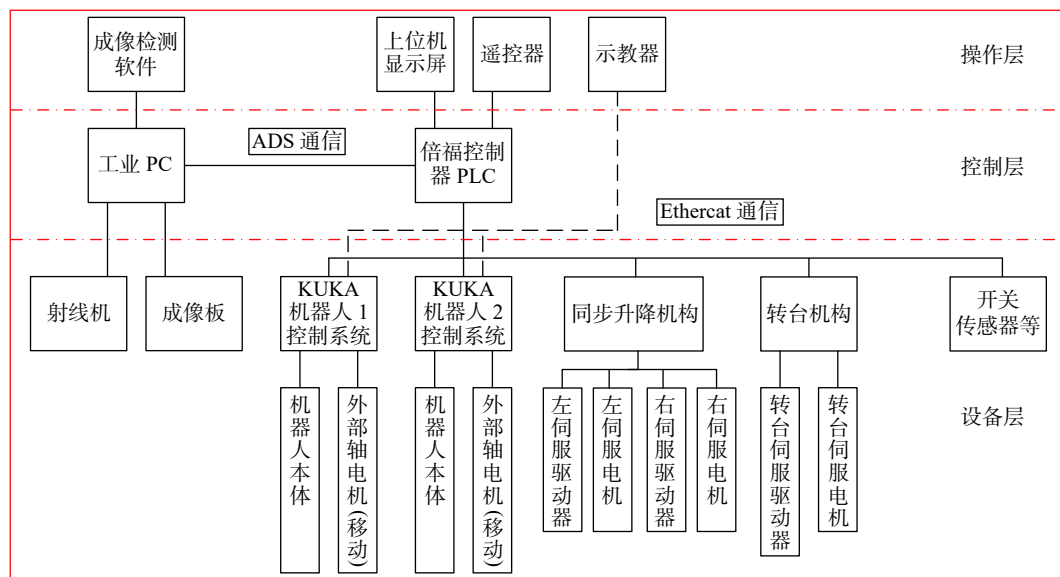 成像检测
软件
上位机
显示屏
遥控器
示教器
操作层
ADS 通信
工业 PC
倍福控制
器 PLC
控制层
Ethercat 通信
射线机
成像板
KUKA
机器人 1
控制系统
KUKA
机器人 2
控制系统
同步升降机构
转台机构
开关
传感器等
机器人本体
外部轴电机(移动)
机器人本体
外部轴电机(移动)
左伺服驱动器
左伺服电机
右伺服驱动器
右伺服电机
转台伺服驱动器
转台伺服电机
设备层